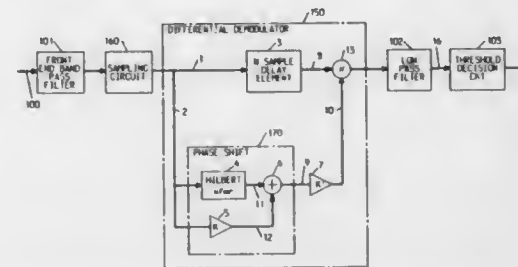 150
DIFFERENTIAL DEMODULATOR
101
FRONT
END BAND
PASS
FILTER
100
160
SAMPLING
CIRCUIT
1
2
3
N SAMPLE
DELAY
ELEMENT
9
13
10
102
LOW
PASS
FILTER
16
103
THRESHOLD
DECISION
CKT
170
PHASE SHIFT
4
HILBERT
xfmr
11
6
8
7
K'
5
K
12